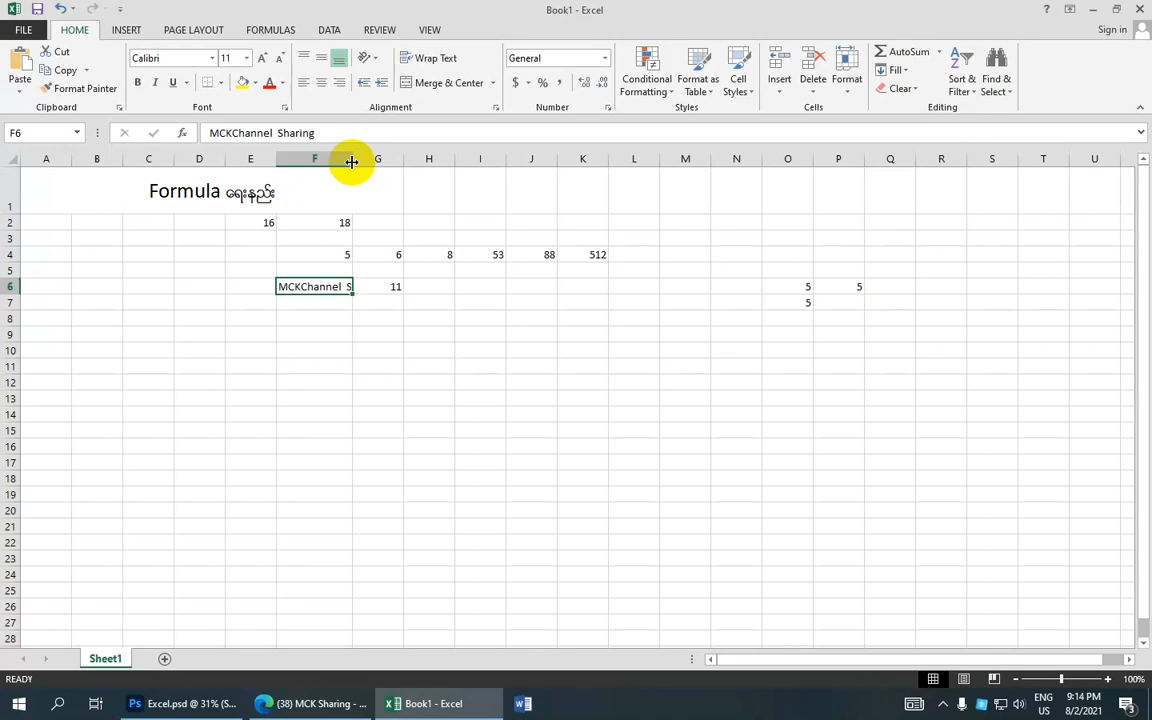 Book1 - Excel
?
Sign in
FILE
HOME
INSERT
PAGE LAYOUT
FORMULAS
DATA
REVIEW
VIEW
Paste
Cut
Copy
Format Painter
Clipboard
Calibri
11
B I U
Font
Wrap Text
Merge & Center
Alignment
General
$ % ,
Number
Conditional Formatting
Format as Table
Cell Styles
Styles
Insert
Delete
Format
Cells
AutoSum
Fill
Clear
Sort & Filter
Find & Select
Editing
F6
fx
MCKChannel Sharing
A B C D E F G H I J K L M N O P Q R S T U
1 Formula ရေးနည်း
2 16 18
3
4 5 6 8 53 88 512
5
6 MCKChannel S 11 5 5
7 5
8
9
10
11
12
13
14
15
16
17
18
19
20
21
22
23
24
25
26
27
28
Sheet1
READY
100%
Excel.psd @ 31% (S...
(38) MCK Sharing - ...
Book1 - Excel
ENG
US
9:14 PM
8/2/2021
3